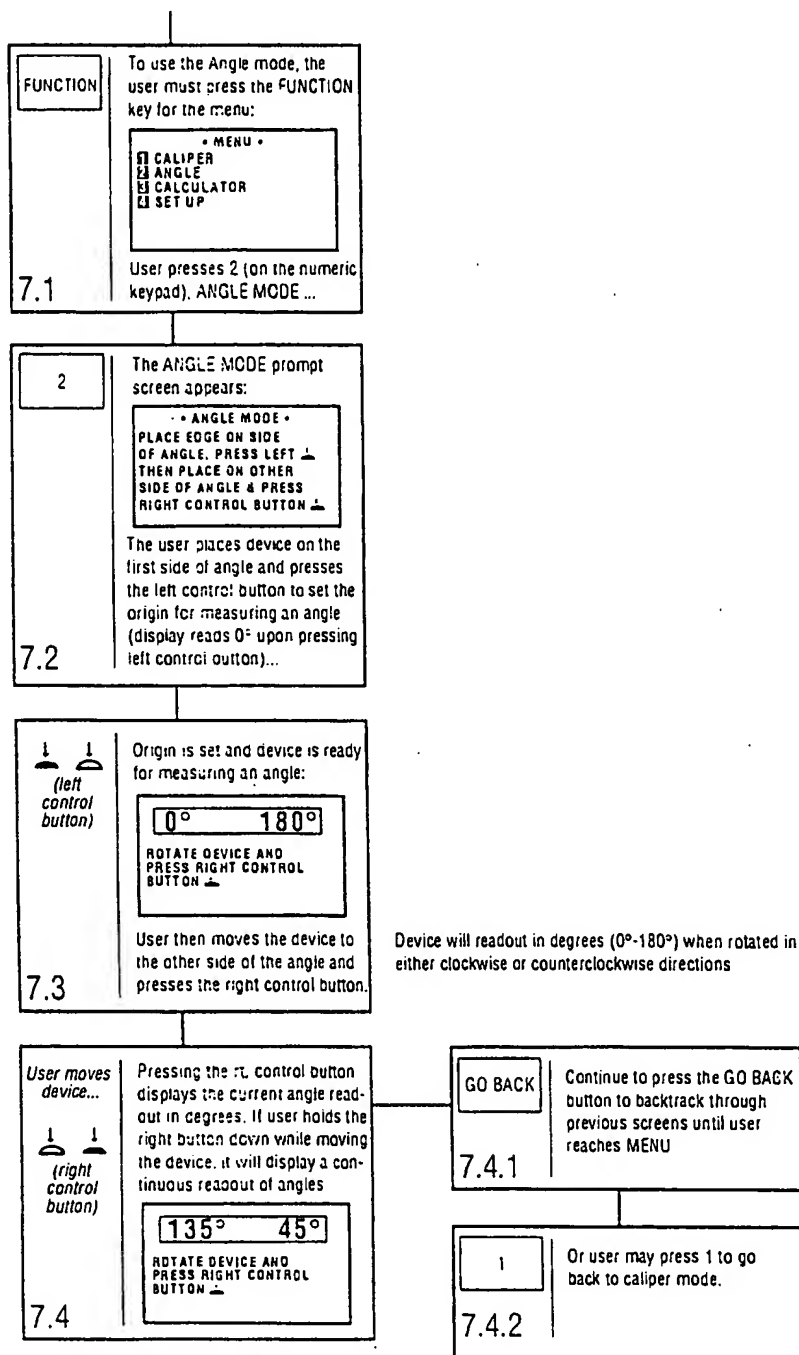 FUNCTION
To use the Angle mode, the
user must press the FUNCTION
key for the menu:
• MENU •
1 CALIPER
2 ANGLE
3 CALCULATOR
4 SET UP
User presses 2 (on the numeric
keypad), ANGLE MODE ...
7.1
2
The ANGLE MODE prompt
screen appears:
• ANGLE MODE •
PLACE EDGE ON SIDE
OF ANGLE, PRESS LEFT
THEN PLACE ON OTHER
SIDE OF ANGLE & PRESS
RIGHT CONTROL BUTTON
The user places device on the
first side of angle and presses
the left control button to set the
origin for measuring an angle
(display reads 0° upon pressing
left control button)...
7.2
(left
control
button)
Origin is set and device is ready
for measuring an angle:
0° 180°
ROTATE DEVICE AND
PRESS RIGHT CONTROL
BUTTON
User then moves the device to
the other side of the angle and
presses the right control button.
7.3
Device will readout in degrees (0°-180°) when rotated in
either clockwise or counterclockwise directions
User moves
device...
(right
control
button)
Pressing the rt. control button
displays the current angle read-
out in degrees. If user holds the
right button down while moving
the device, it will display a con-
tinuous readout of angles
135° 45°
ROTATE DEVICE AND
PRESS RIGHT CONTROL
BUTTON
7.4
GO BACK
Continue to press the GO BACK
button to backtrack through
previous screens until user
reaches MENU
7.4.1
1
Or user may press 1 to go
back to caliper mode.
7.4.2